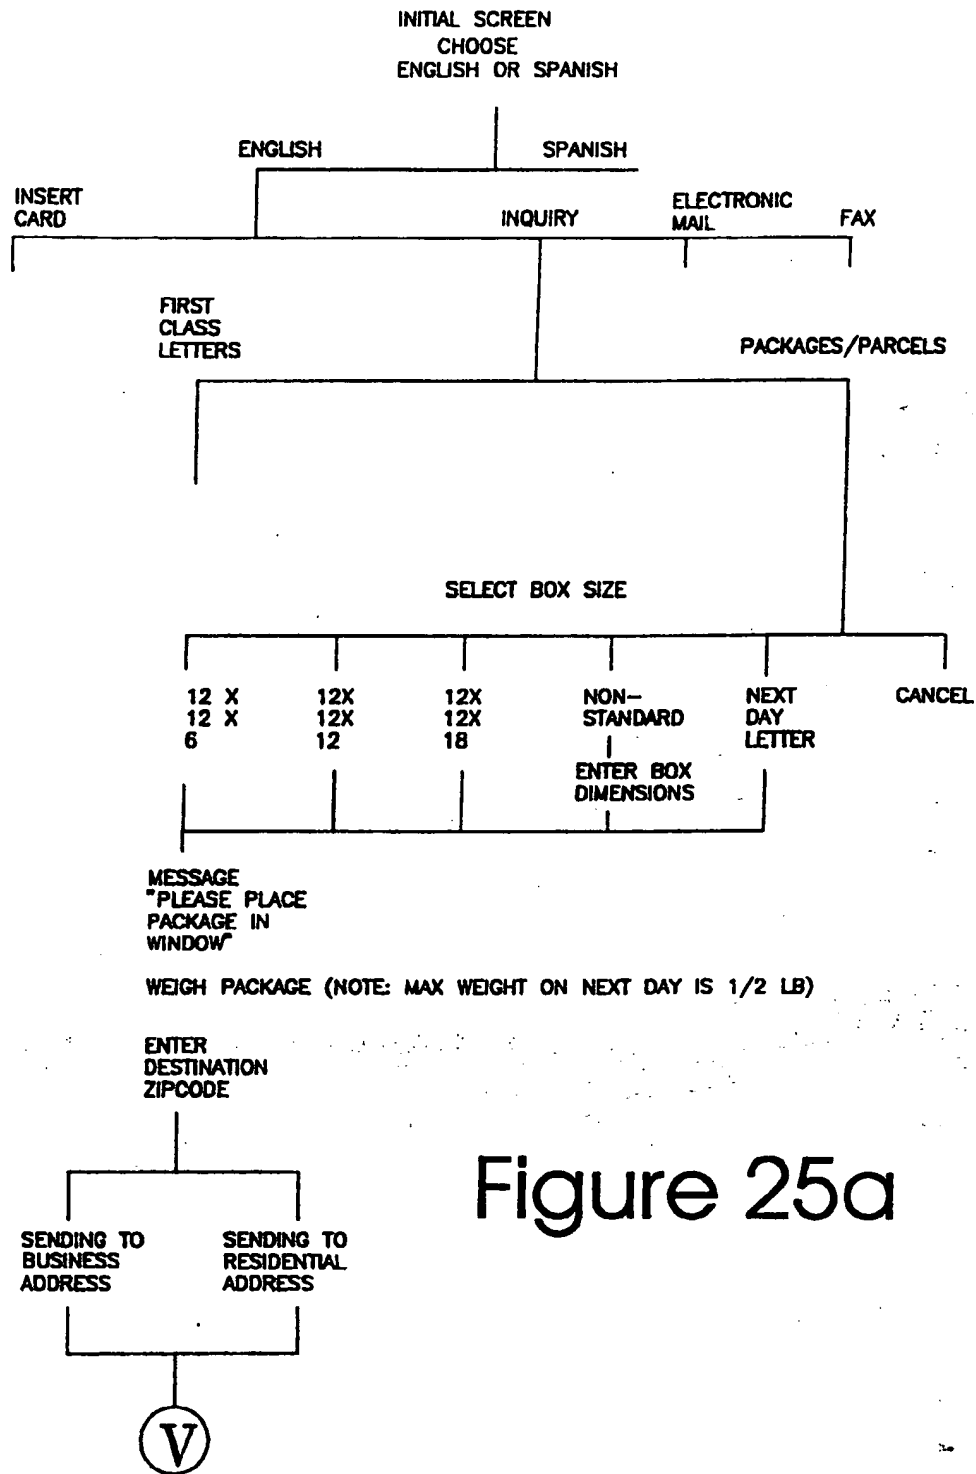 INITIAL SCREEN
CHOOSE
ENGLISH OR SPANISH
ENGLISH
SPANISH
INSERT
CARD
INQUIRY
ELECTRONIC
MAIL
FAX
FIRST
CLASS
LETTERS
PACKAGES/PARCELS
SELECT BOX SIZE
12 X
12 X
6
12X
12X
12
12X
12X
18
NON-
STANDARD
ENTER BOX
DIMENSIONS
NEXT
DAY
LETTER
CANCEL
MESSAGE
"PLEASE PLACE
PACKAGE IN
WINDOW"
WEIGH PACKAGE (NOTE: MAX WEIGHT ON NEXT DAY IS 1/2 LB)
ENTER
DESTINATION
ZIPCODE
SENDING TO
BUSINESS
ADDRESS
SENDING TO
RESIDENTIAL
ADDRESS
V
Figure 25a